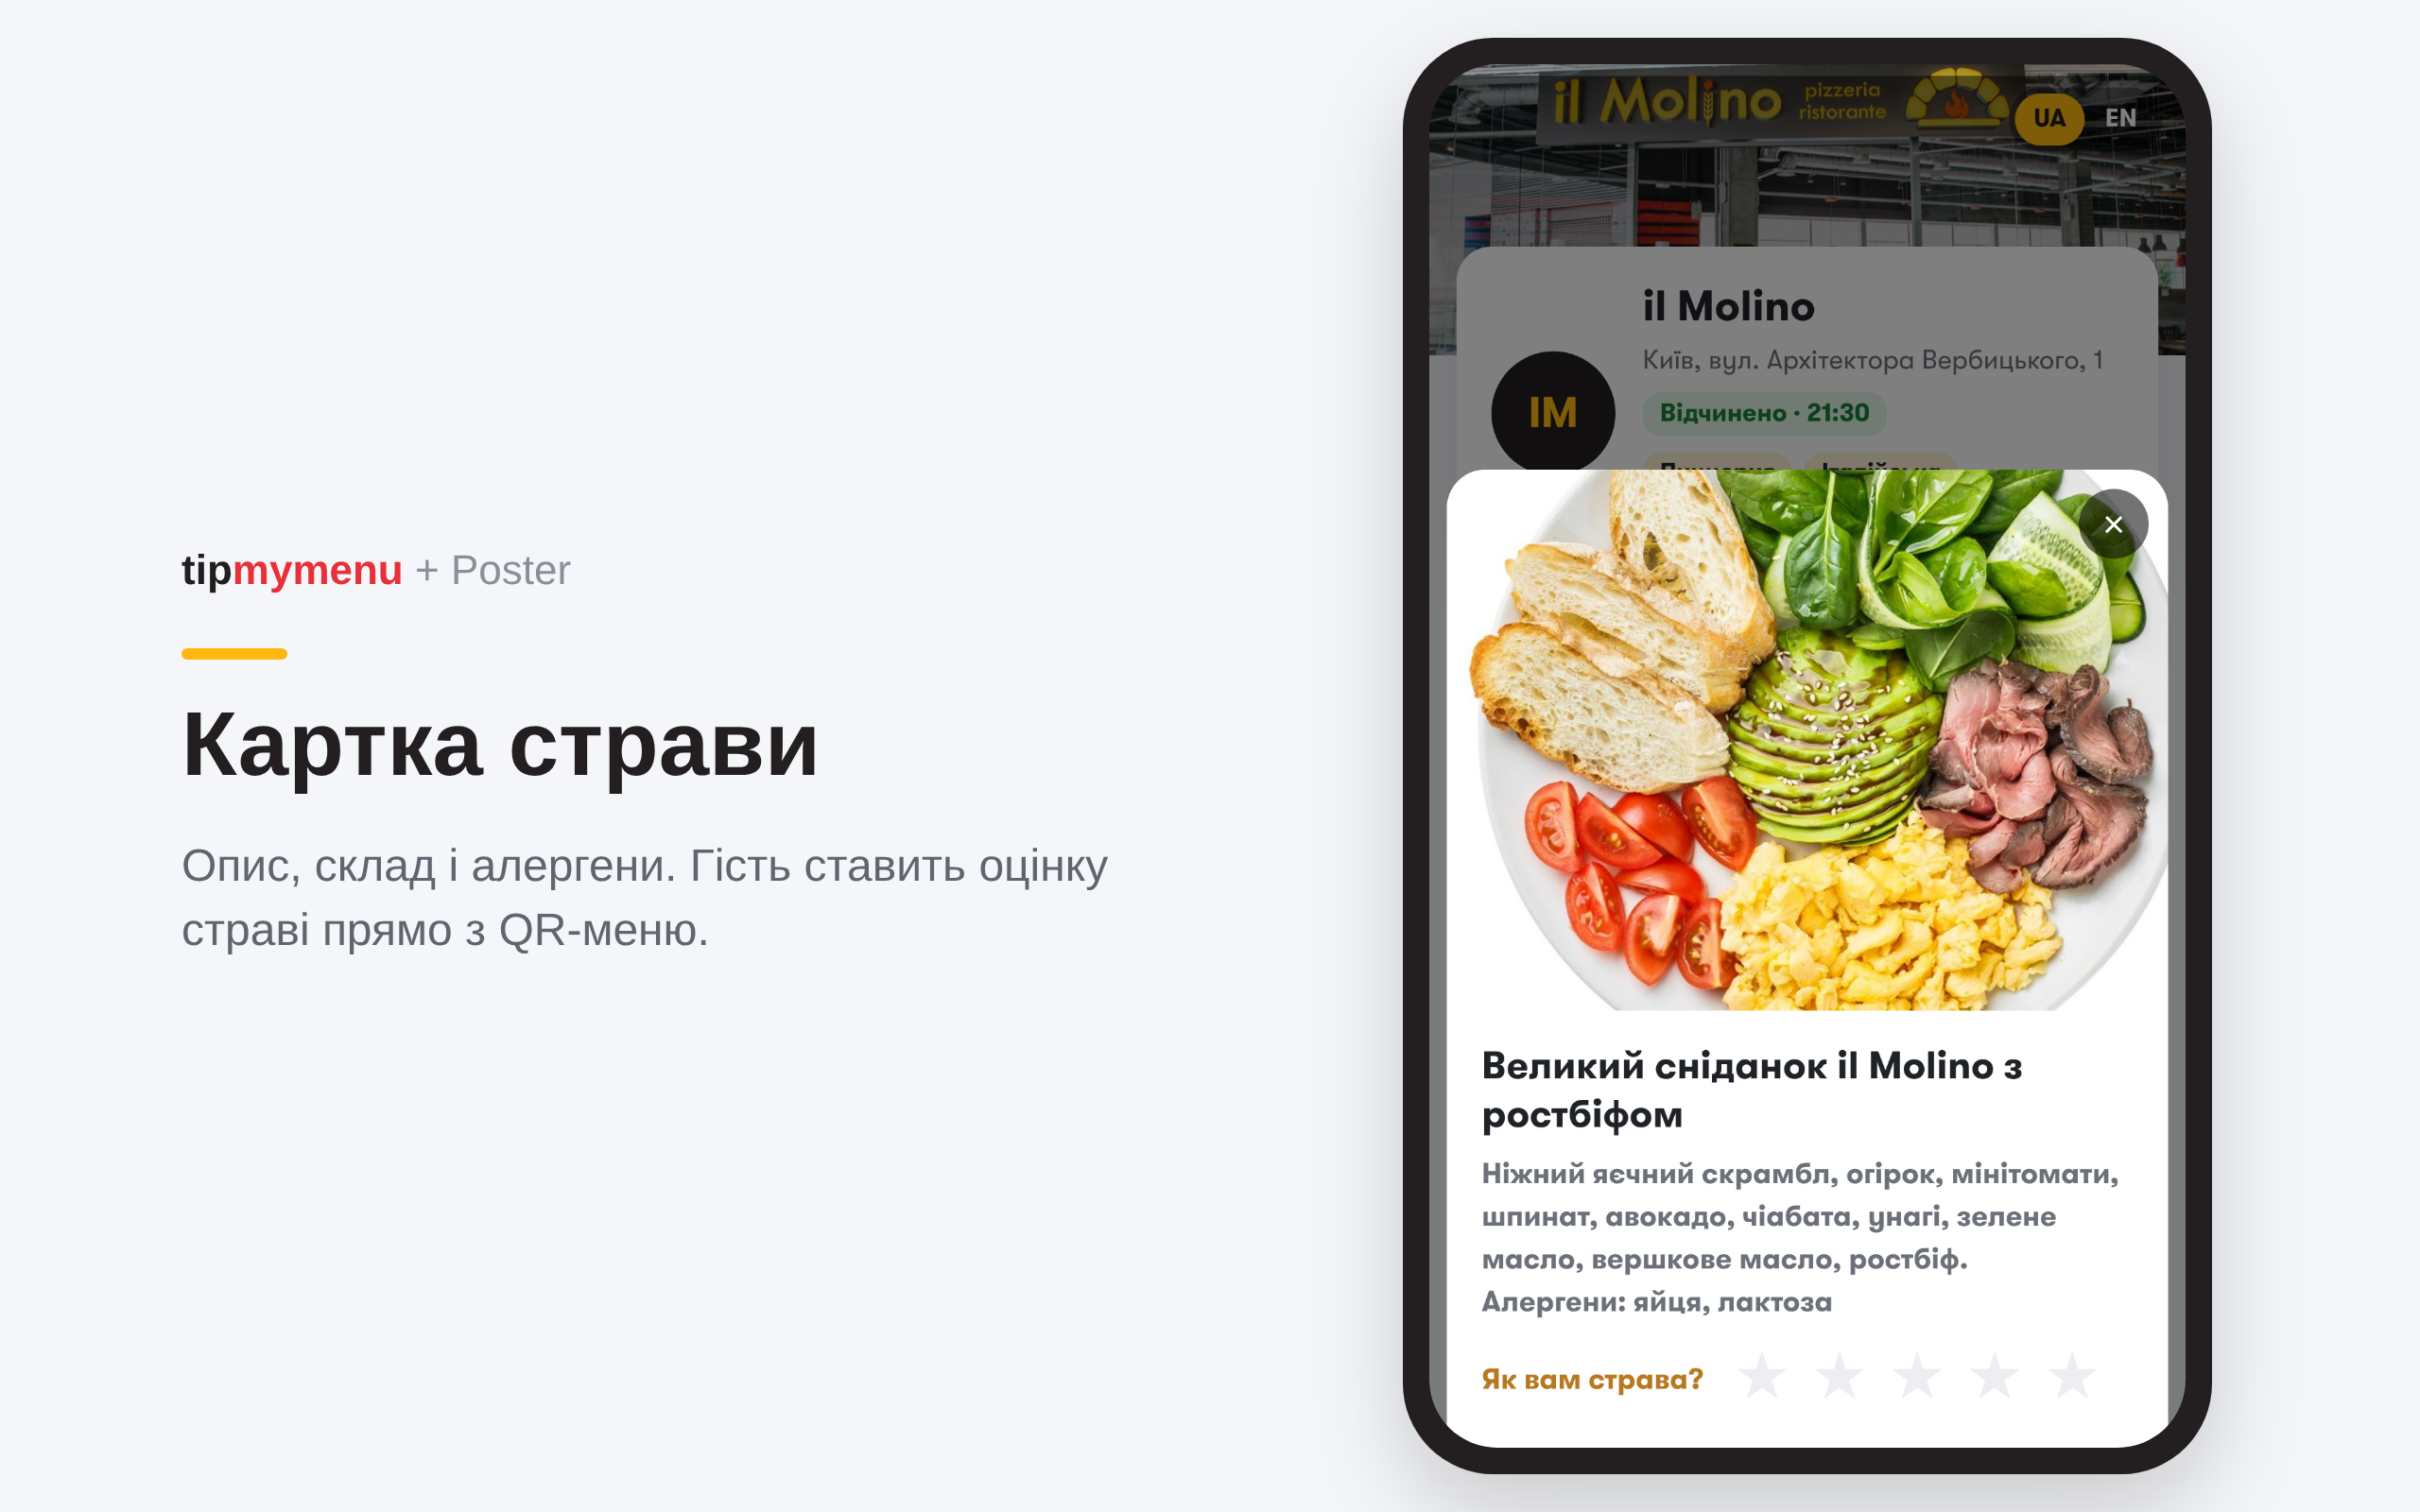 tipmymenu + Poster
Картка страви
Опис, склад і алергени. Гість ставить оцінку
страві прямо з QR-меню.
il Molino pizzeria
ristorante
UA EN
il Molino
Київ, вул. Архітектора Вербицького, 1
IM
Відчинено · 21:30
Великий сніданок il Molino з
ростбіфом
Ніжний яєчний скрамбл, огірок, мінітомати,
шпинат, авокадо, чіабата, унагі, зелене
масло, вершкове масло, ростбіф.
Алергени: яйця, лактоза
Як вам страва?